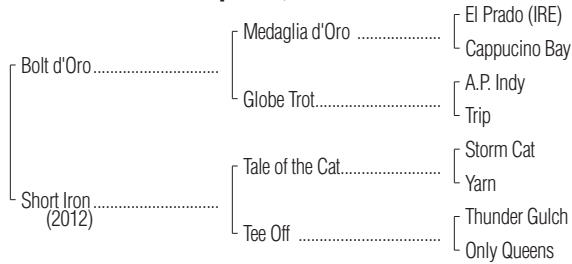 El Prado (IRE)
Medaglia d'Oro ....................
Cappucino Bay
Bolt d'Oro ..............................
A.P. Indy
Globe Trot ..............................
Trip
Storm Cat
Tale of the Cat ........................
Yarn
Short Iron ..............................
(2012)
Thunder Gulch
Tee Off ..................................
Only Queens